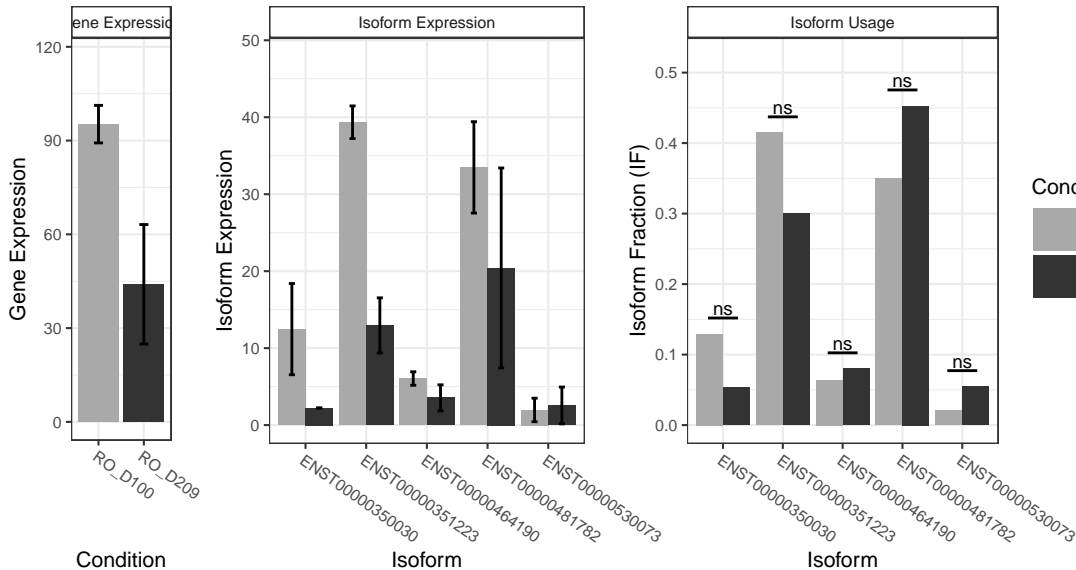 ene Expressio
Isoform Expression
Isoform Usage
Gene Expression
120
90
60
30
0
RO_D100
RO_D209
Condition
Isoform Expression
50
40
30
20
10
0
ENST00000350030
ENST00000351223
ENST00000464190
ENST00000481782
ENST00000530073
Isoform
Isoform Fraction (IF)
0.5
0.4
0.3
0.2
0.1
0.0
ns
ns
ns
ns
ns
ENST00000350030
ENST00000351223
ENST00000464190
ENST00000481782
ENST00000530073
Isoform
Cond